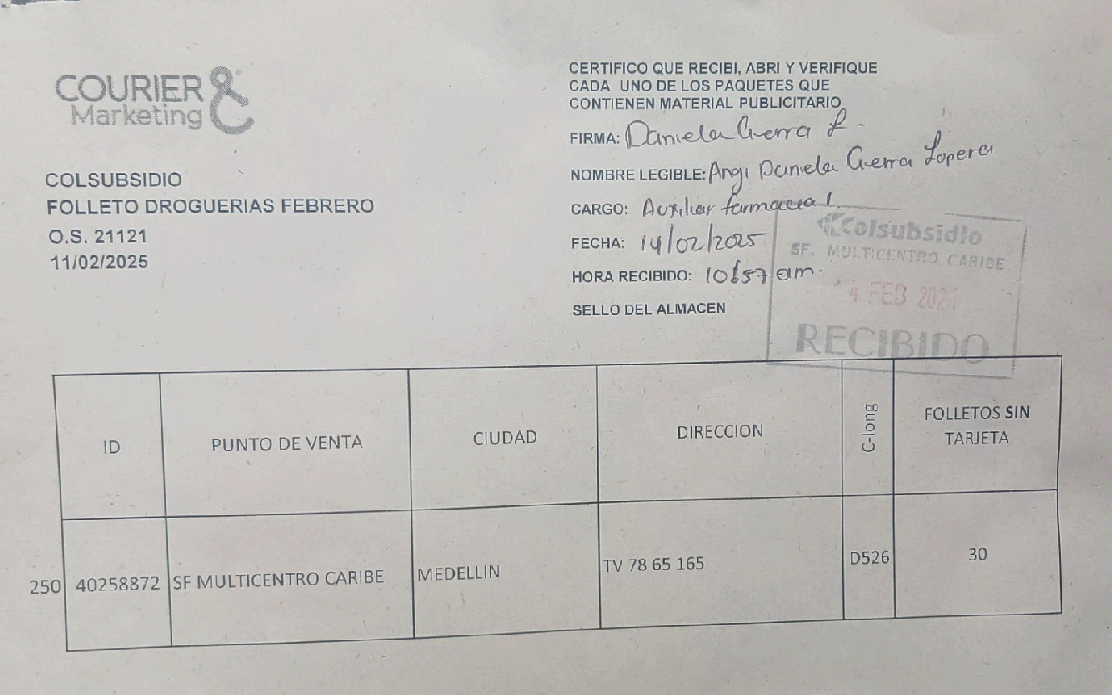 COURIER &
Marketing
COLSUBSIDIO
FOLLETO DROGUERIAS FEBRERO
O.S. 21121
11/02/2025
CERTIFICO QUE RECIBI, ABRI Y VERIFIQUE
CADA UNO DE LOS PAQUETES QUE
CONTIENEN MATERIAL PUBLICITARIO
FIRMA: Daniela Guerra L
NOMBRE LEGIBLE: Angi Daniela Guerra Lopera
CARGO: Auxiliar farmacia 1
FECHA: 14/02/2025
HORA RECIBIDO: 10:57 am.
SELLO DEL ALMACEN
Colsubsidio
SF. MULTICENTRO CARIBE
4 FEB 202
RECIBIDO
ID PUNTO DE VENTA CIUDAD DIRECCION C-long FOLLETOS SIN TARJETA
250 40258872 SF MULTICENTRO CARIBE MEDELLIN TV 78 65 165 D526 30